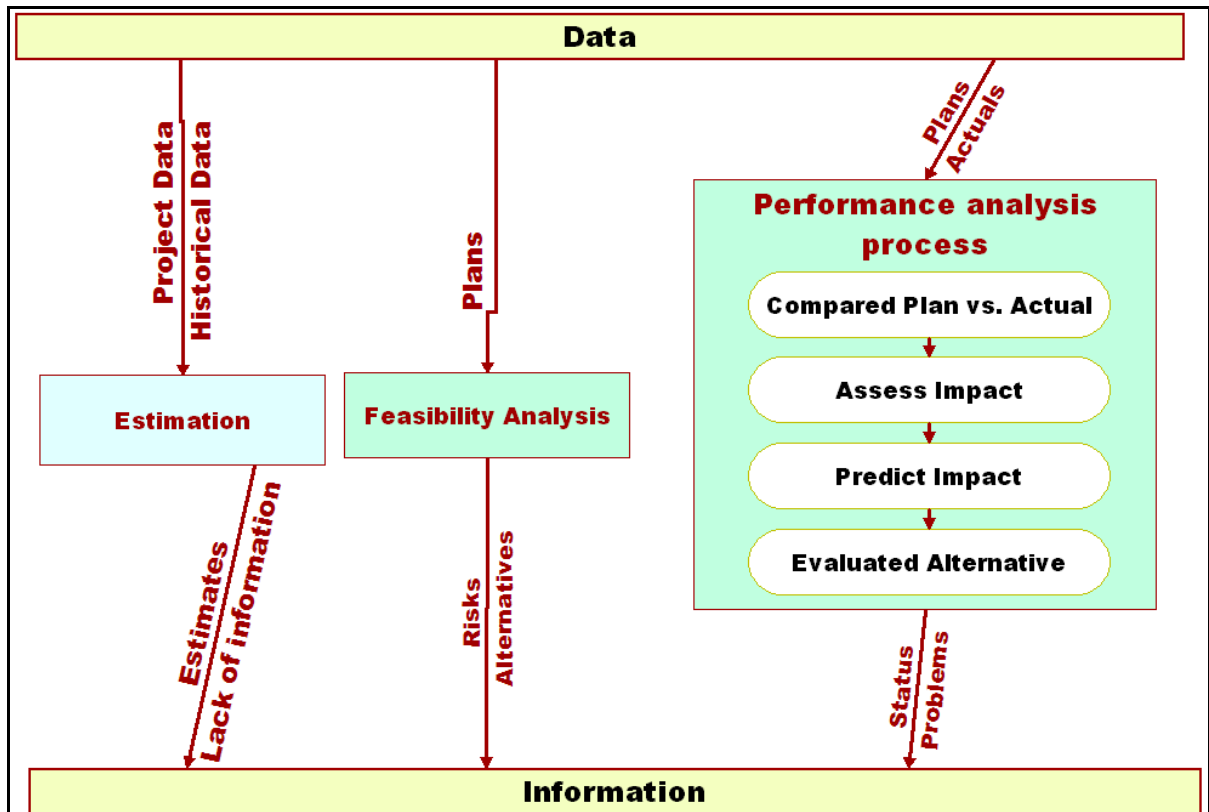 Data
Project Data
Historical Data
Plans
Plans
Actuals
Performance analysis
process
Compared Plan vs. Actual
Assess Impact
Predict Impact
Evaluated Alternative
Estimation
Feasibility Analysis
Estimates
Lack of information
Risks
Alternatives
Status
Problems
Information